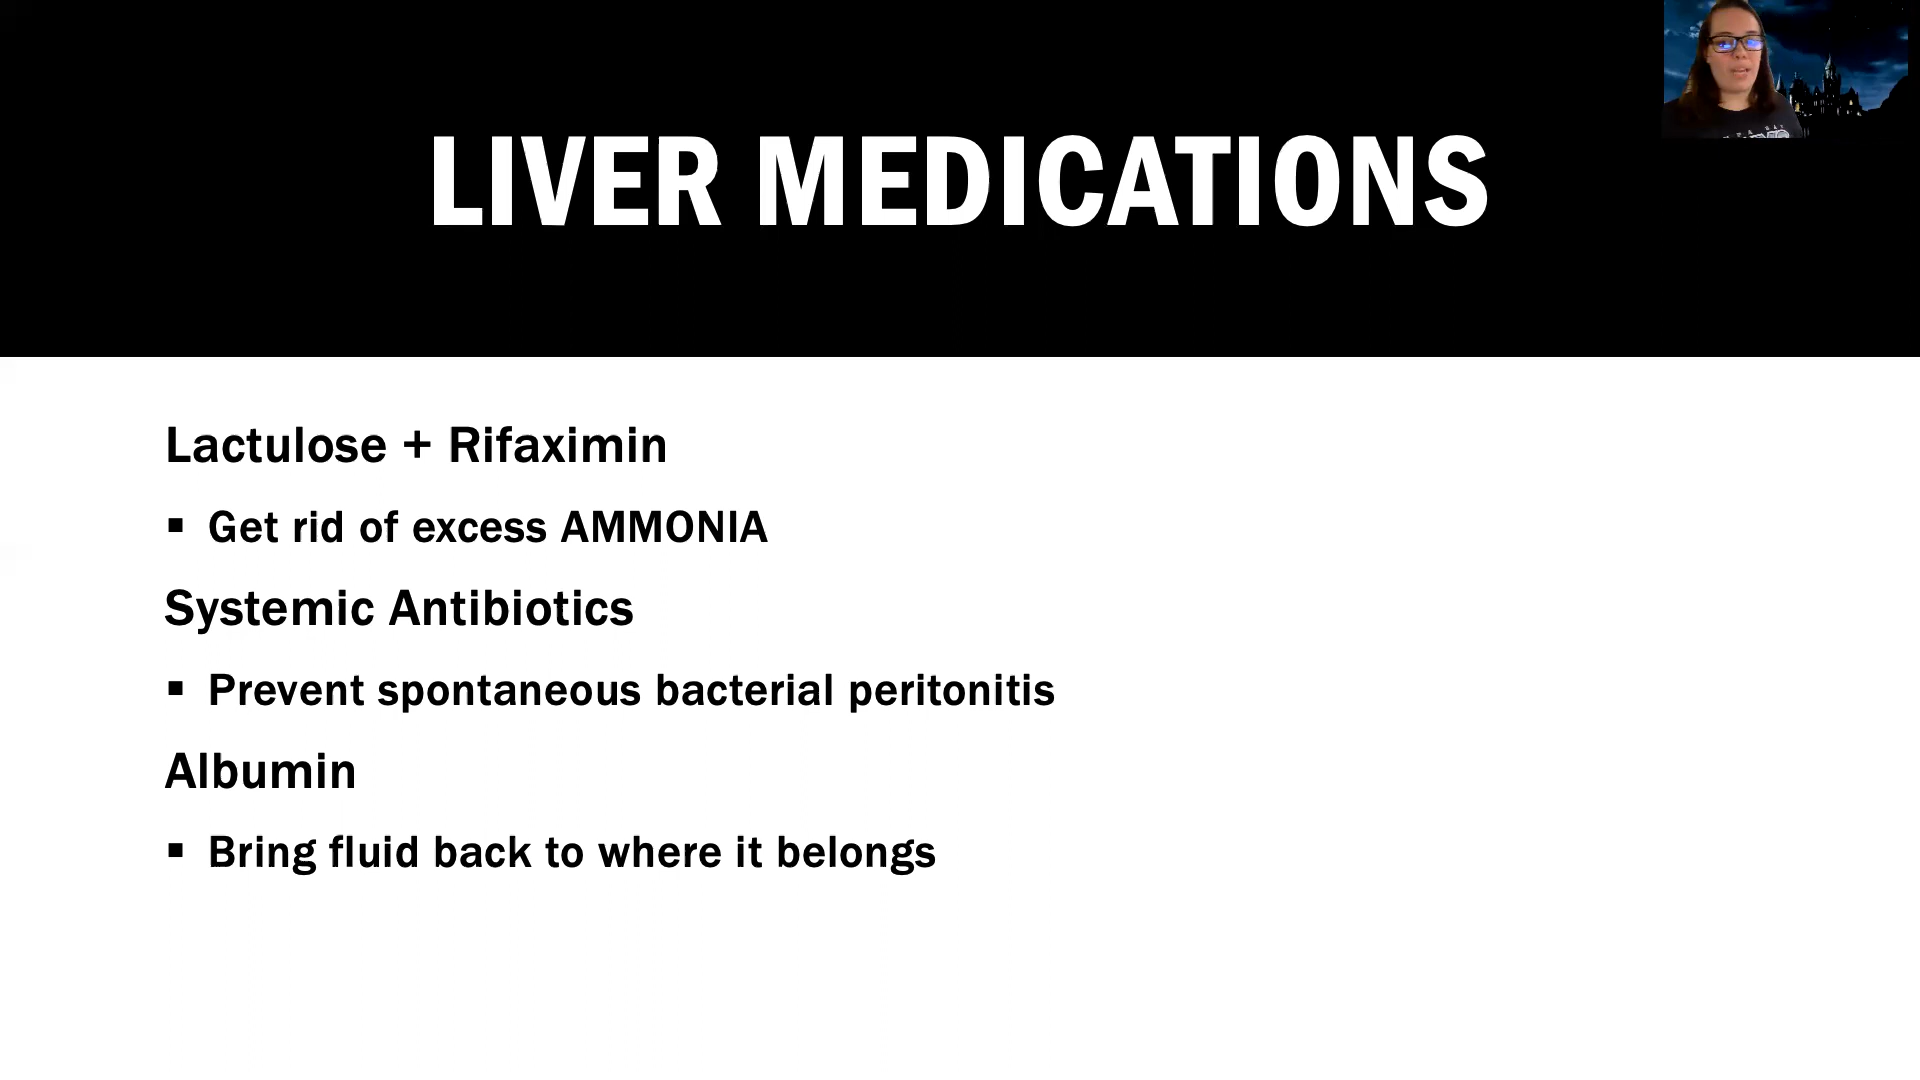 LIVER MEDICATIONS
Lactulose + Rifaximin
▪ Get rid of excess AMMONIA
Systemic Antibiotics
▪ Prevent spontaneous bacterial peritonitis
Albumin
▪ Bring fluid back to where it belongs